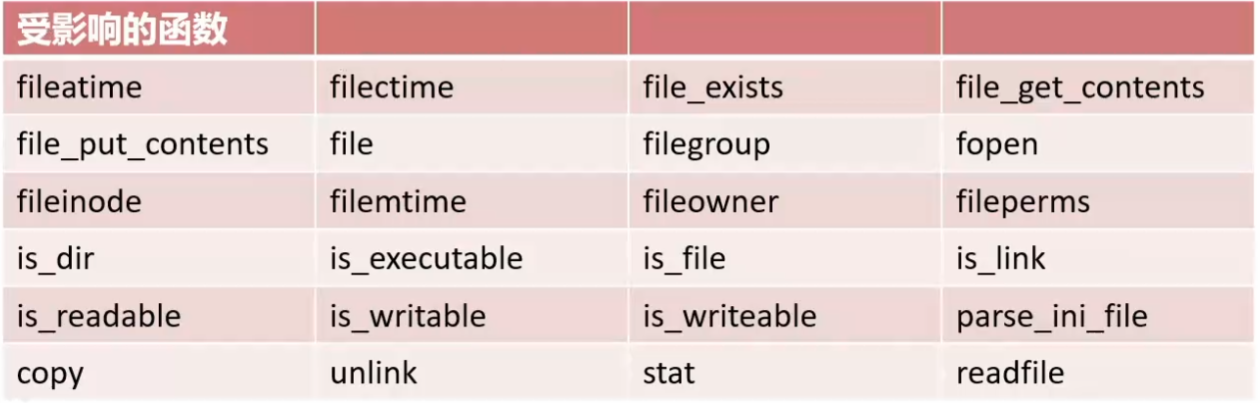 受影响的函数
fileatime filectime file_exists file_get_contents
file_put_contents file filegroup fopen
fileinode filemtime fileowner fileperms
is_dir is_executable is_file is_link
is_readable is_writable is_writeable parse_ini_file
copy unlink stat readfile